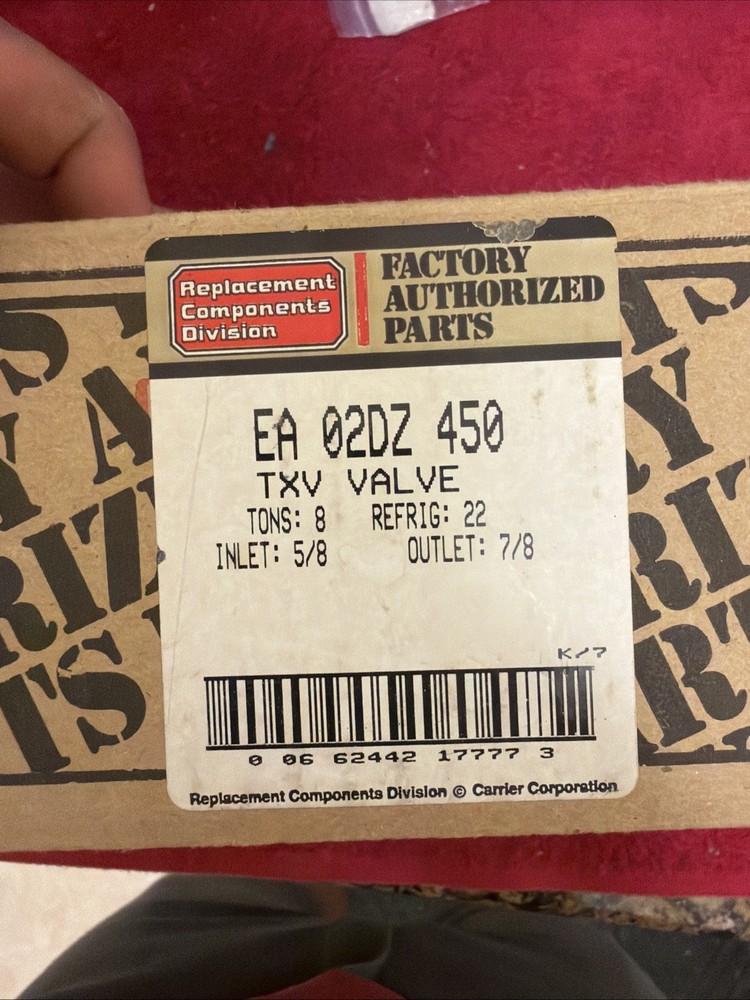 Replacement
Components
Division
FACTORY
AUTHORIZED
PARTS
EA 02DZ 450
TXV VALVE
TONS: 8 REFRIG: 22
INLET: 5/8 OUTLET: 7/8
K/7
0 06 62442 17777 3
Replacement Components Division © Carrier Corporation